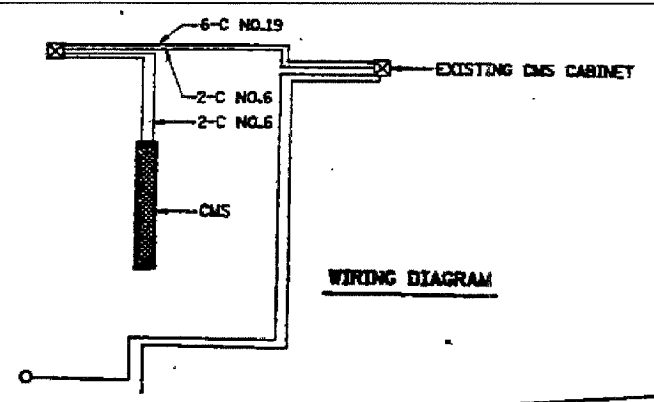 6-C NO.19
EXISTING CMS CABINET
2-C NO.6
2-C NO.6
CMS
WIRING DIAGRAM